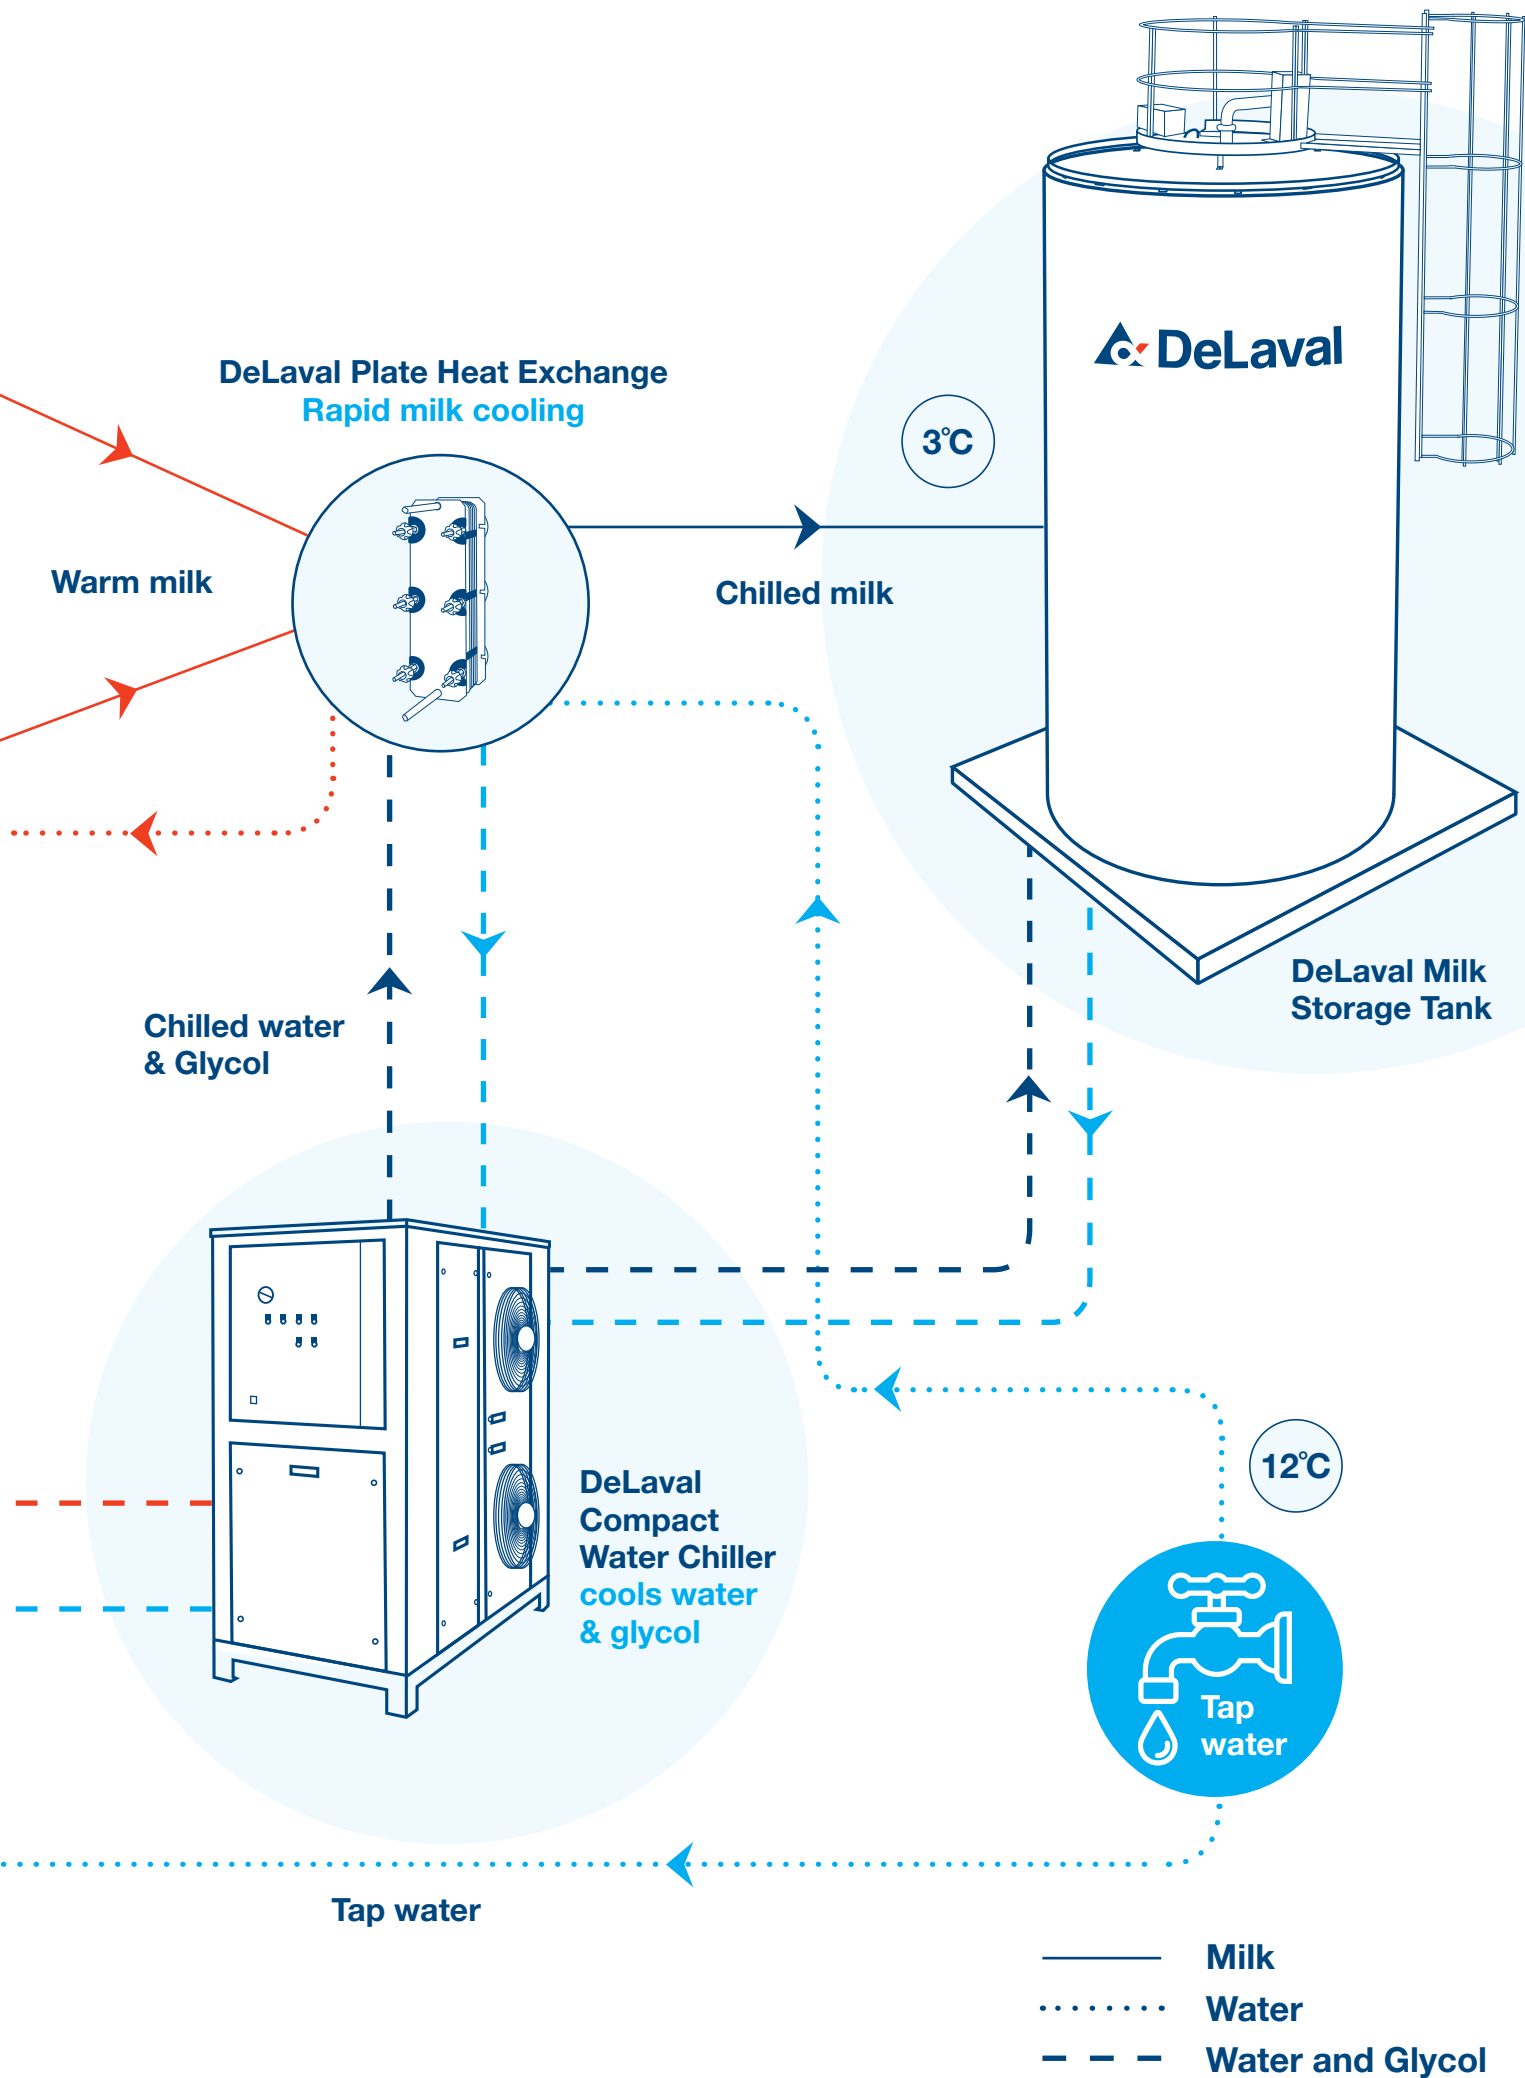 DeLaval
DeLaval Plate Heat Exchange
Rapid milk cooling
3°C
Warm milk
Chilled milk
DeLaval Milk
Storage Tank
Chilled water
& Glycol
12°C
DeLaval
Compact
Water Chiller
cools water
& glycol
Tap
water
Tap water
Milk
Water
Water and Glycol